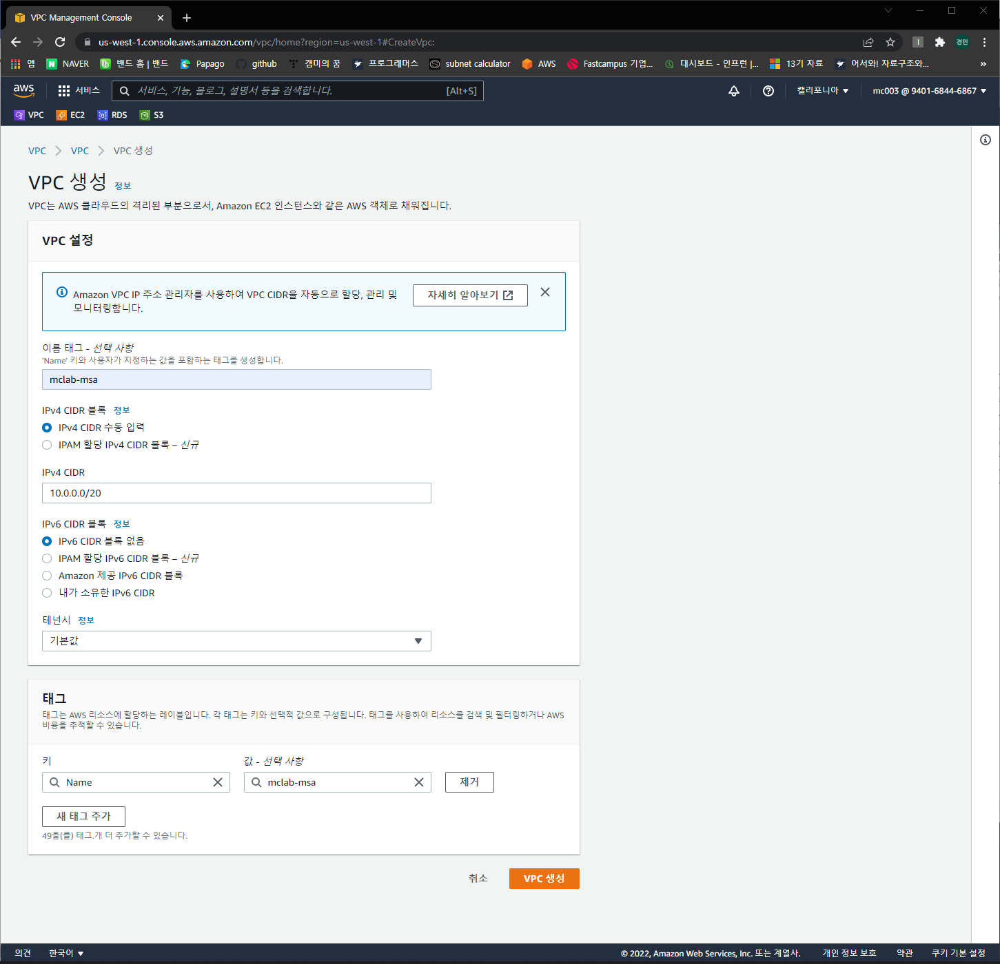 VPC Management Console
us-west-1.console.aws.amazon.com/vpc/home?region=us-west-1#CreateVpc:
경민
앱 NAVER 밴드 홈 | 밴드 Papago github 갬미의 꿈 프로그래머스 subnet calculator AWS Fastcampus 기업... 대시보드 - 인프런 |... 13기 자료 어서와! 자료구조와... »
aws 서비스 서비스, 기능, 블로그, 설명서 등을 검색합니다. [Alt+S] 캘리포니아 ▼ mc003 @ 9401-6844-6867 ▼
VPC EC2 RDS S3
VPC > VPC > VPC 생성
VPC 생성 정보
VPC는 AWS 클라우드의 격리된 부분으로서, Amazon EC2 인스턴스와 같은 AWS 객체로 채워집니다.
VPC 설정
Amazon VPC IP 주소 관리자를 사용하여 VPC CIDR을 자동으로 할당, 관리 및
모니터링합니다.
자세히 알아보기
이름 태그 - 선택 사항
'Name' 키와 사용자가 지정하는 값을 포함하는 태그를 생성합니다.
mclab-msa
IPv4 CIDR 블록 정보
IPv4 CIDR 수동 입력
IPAM 할당 IPv4 CIDR 블록 – 신규
IPv4 CIDR
10.0.0.0/20
IPv6 CIDR 블록 정보
IPv6 CIDR 블록 없음
IPAM 할당 IPv6 CIDR 블록 – 신규
Amazon 제공 IPv6 CIDR 블록
내가 소유한 IPv6 CIDR
테넌시 정보
기본값
태그
태그는 AWS 리소스에 할당하는 레이블입니다. 각 태그는 키와 선택적 값으로 구성됩니다. 태그를 사용하여 리소스를 검색 및 필터링하거나 AWS
비용을 추적할 수 있습니다.
키 값 - 선택 사항
Name mclab-msa 제거
새 태그 추가
49을(를) 태그.개 더 추가할 수 있습니다.
취소 VPC 생성
의견 한국어 ▼ © 2022, Amazon Web Services, Inc. 또는 계열사. 개인 정보 보호 약관 쿠키 기본 설정